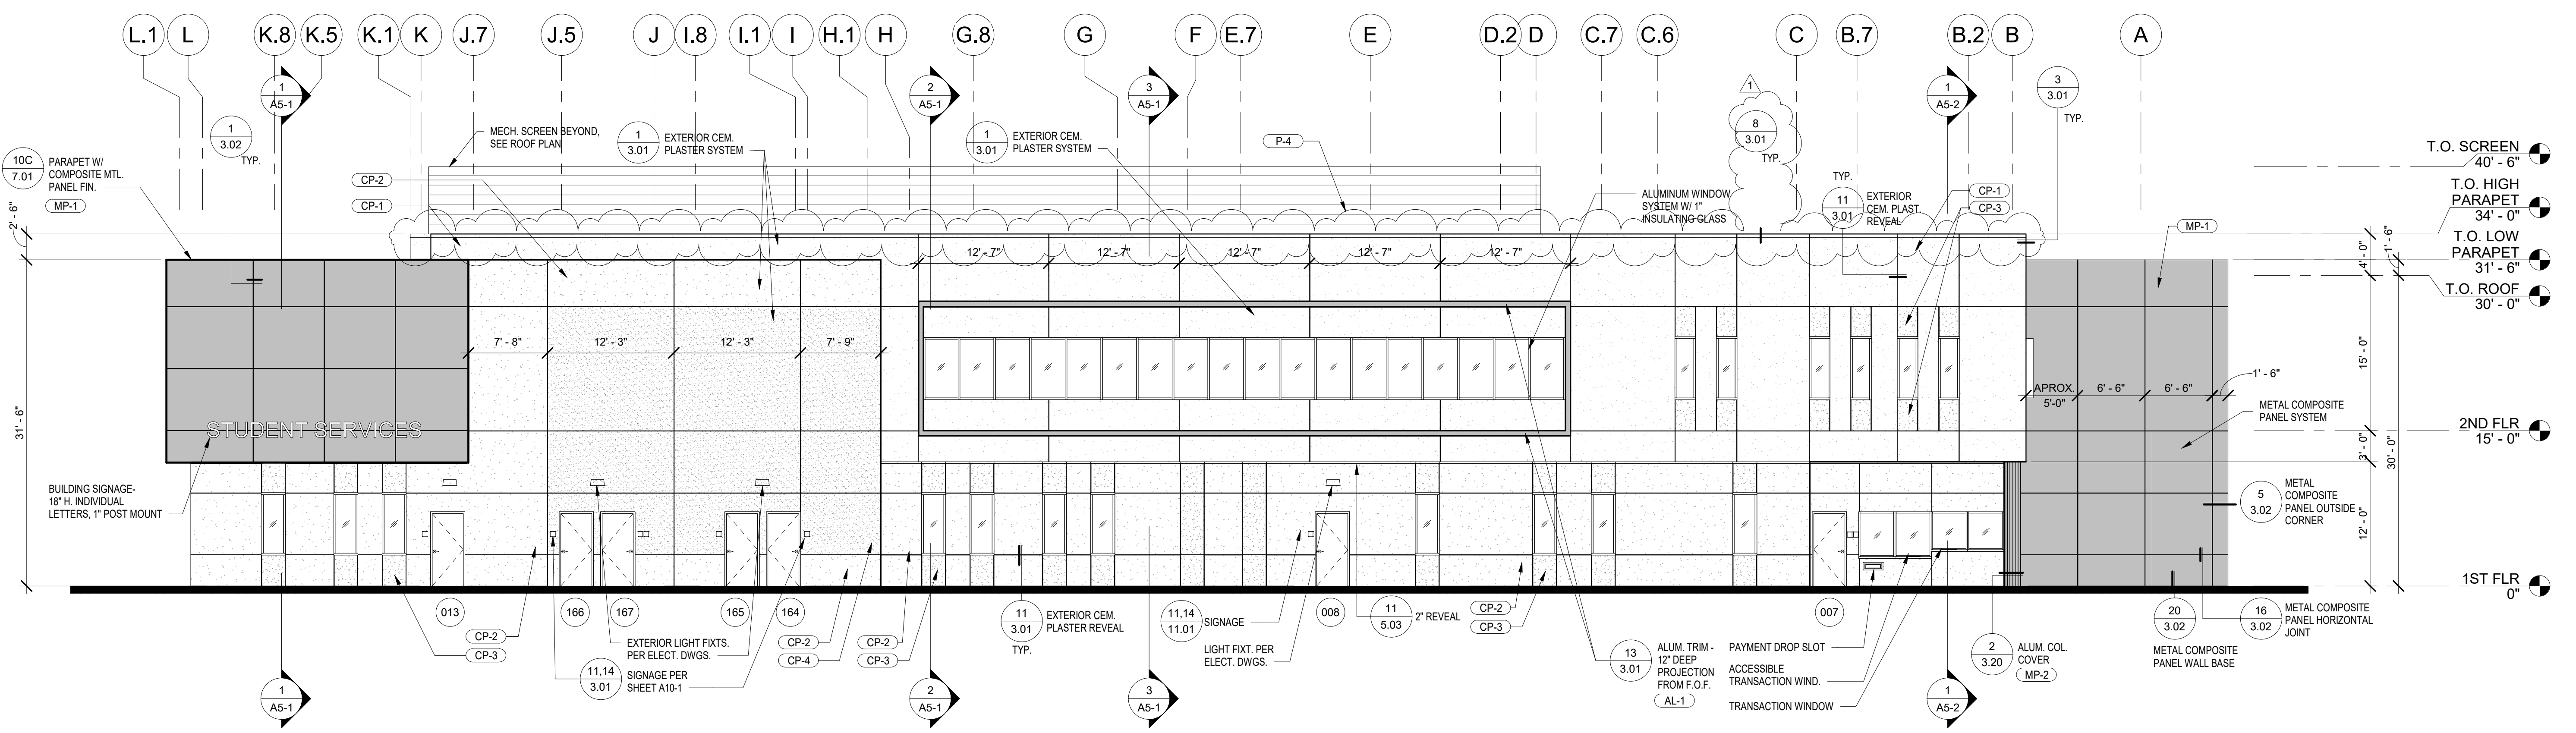 L.1 L K.8 K.5 K.1 K J.7 J.5 J I.8 I.1 I H.1 H G.8 G F E.7 E D.2 D C.7 C.6 C B.7 B.2 B A
1
A5-1
2
A5-1
3
A5-1
1
A5-2
1
3
3.01
TYP.
8
3.01
TYP.
1
3.02
TYP.
10C
7.01
PARAPET W/
COMPOSITE MTL.
PANEL FIN.
MP-1
MECH. SCREEN BEYOND,
SEE ROOF PLAN
1
3.01
EXTERIOR CEM.
PLASTER SYSTEM
CP-2
CP-1
1
3.01
EXTERIOR CEM.
PLASTER SYSTEM
P-4
ALUMINUM WINDOW
SYSTEM W/ 1"
INSULATING GLASS
TYP.
11
3.01
EXTERIOR
CEM. PLAST.
REVEAL
CP-1
CP-3
MP-1
T.O. SCREEN
40' - 6"
T.O. HIGH
PARAPET
34' - 0"
T.O. LOW
PARAPET
31' - 6"
T.O. ROOF
30' - 0"
2ND FLR
15' - 0"
1ST FLR
0"
2' - 6"
31' - 6"
12' - 7"
12' - 7"
12' - 7"
12' - 7"
12' - 7"
7' - 8"
12' - 3"
12' - 3"
7' - 9"
4' - 0"
1' - 6"
15' - 0"
3' - 0"
30' - 0"
12' - 0"
APROX.
5'-0"
6' - 6"
6' - 6"
1' - 6"
METAL COMPOSITE
PANEL SYSTEM
STUDENT SERVICES
BUILDING SIGNAGE-
18" H. INDIVIDUAL
LETTERS, 1" POST MOUNT
5
3.02
METAL
COMPOSITE
PANEL OUTSIDE
CORNER
013
166
167
165
164
008
007
CP-2
CP-3
EXTERIOR LIGHT FIXTS.
PER ELECT. DWGS.
11,14
3.01
SIGNAGE PER
SHEET A10-1
CP-2
CP-4
CP-2
CP-3
11
3.01
TYP.
EXTERIOR CEM.
PLASTER REVEAL
11,14
11.01
SIGNAGE
LIGHT FIXT. PER
ELECT. DWGS.
11
5.03
2" REVEAL
CP-2
CP-3
13
3.01
ALUM. TRIM -
12" DEEP
PROJECTION
FROM F.O.F.
AL-1
PAYMENT DROP SLOT
ACCESSIBLE
TRANSACTION WIND.
TRANSACTION WINDOW
2
3.20
ALUM. COL.
COVER
MP-2
20
3.02
METAL COMPOSITE
PANEL WALL BASE
16
3.02
METAL COMPOSITE
PANEL HORIZONTAL
JOINT
1
A5-1
2
A5-1
3
A5-1
1
A5-2